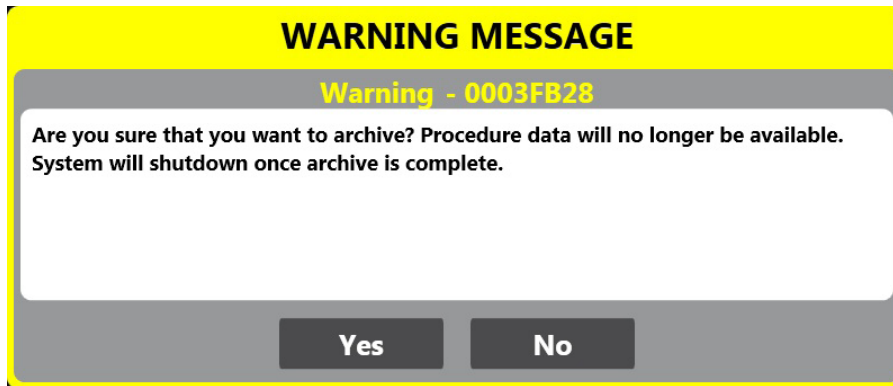 WARNING MESSAGE
Warning - 0003FB28
Are you sure that you want to archive? Procedure data will no longer be available.
System will shutdown once archive is complete.
Yes
No